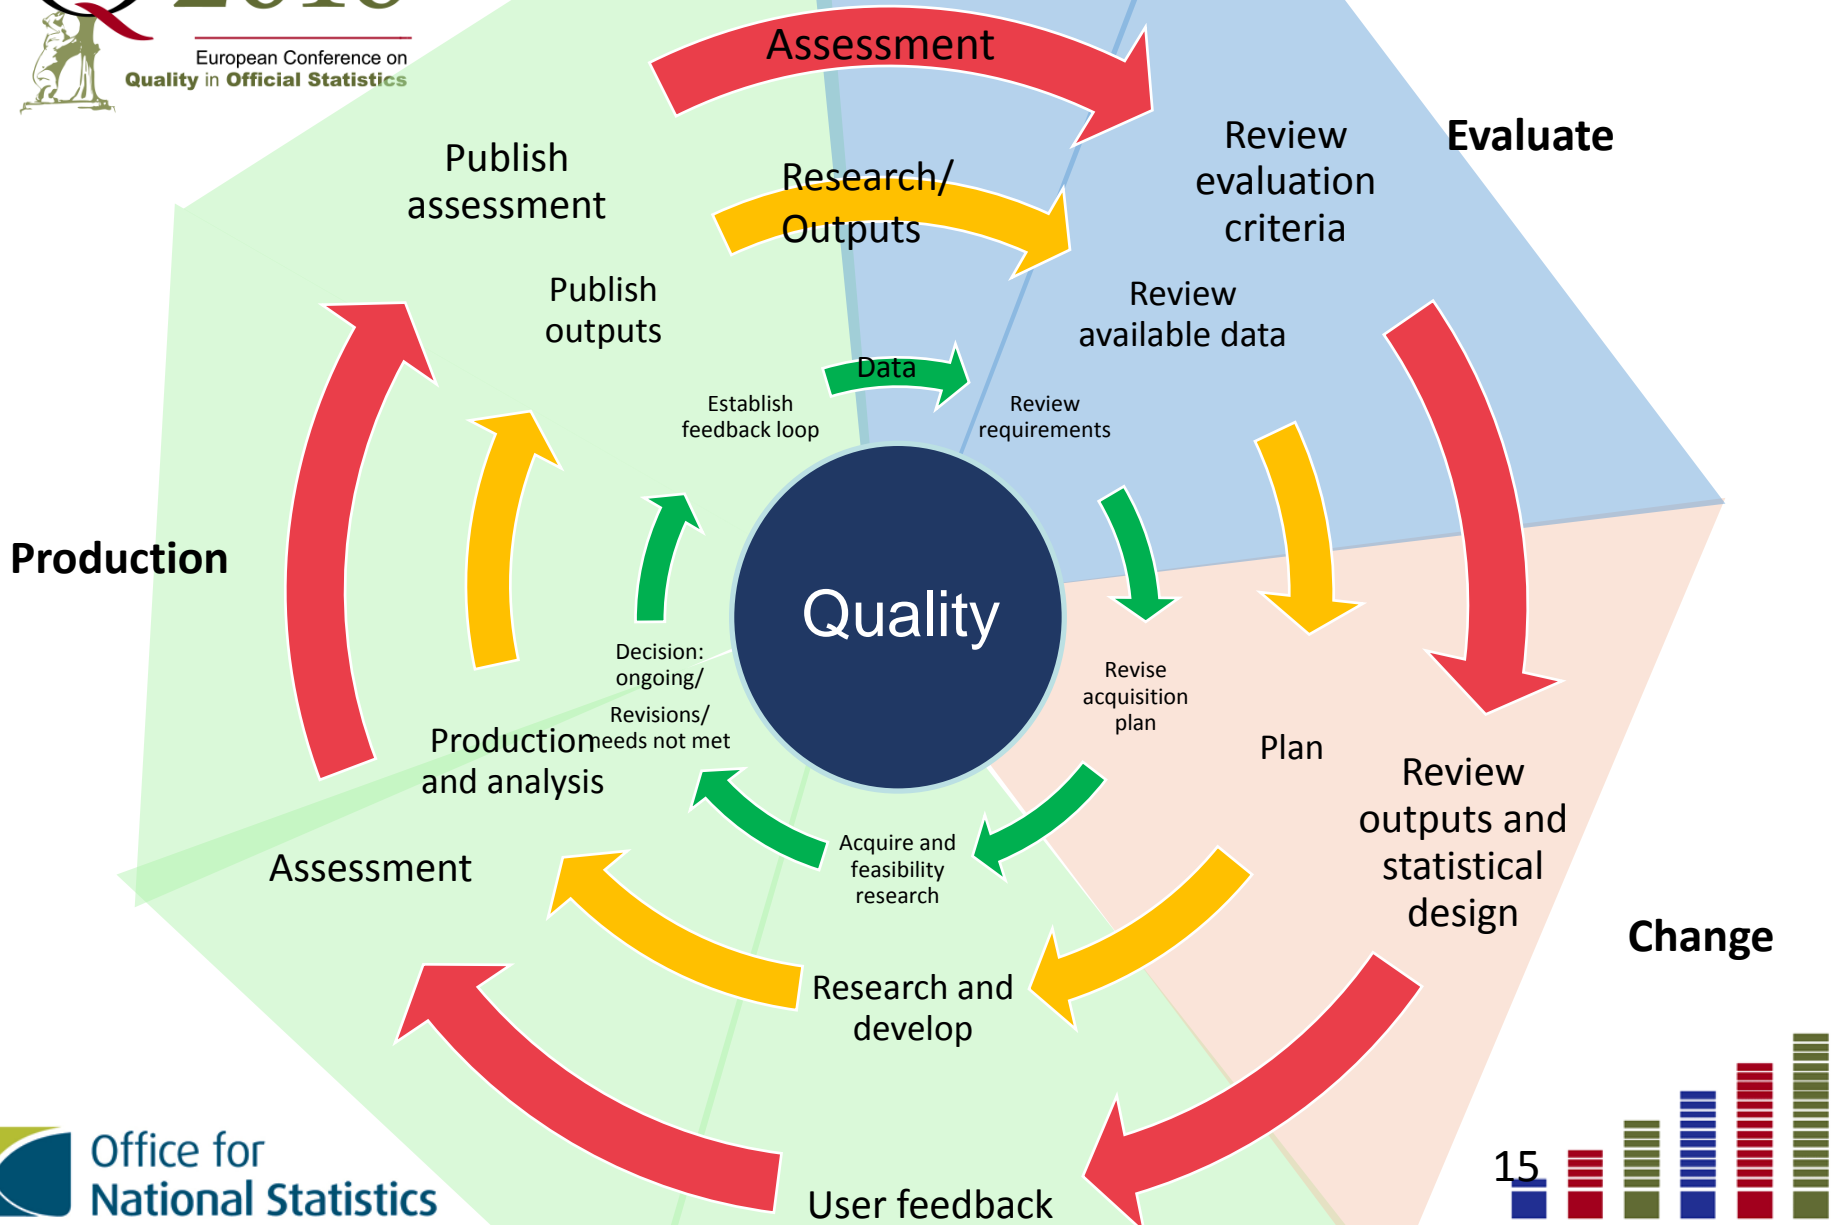 European Conference on
Quality in Official Statistics
Assessment
Evaluate
Review
evaluation
criteria
Publish
assessment
Research/
Outputs
Publish
outputs
Review
available data
Data
Establish
feedback loop
Review
requirements
Production
Quality
Decision:
ongoing/
Revisions/
needs not met
Production
and analysis
Revise
acquisition
plan
Plan
Review
outputs and
statistical
design
Assessment
Acquire and
feasibility
research
Change
Research and
develop
User feedback
Office for
National Statistics
15